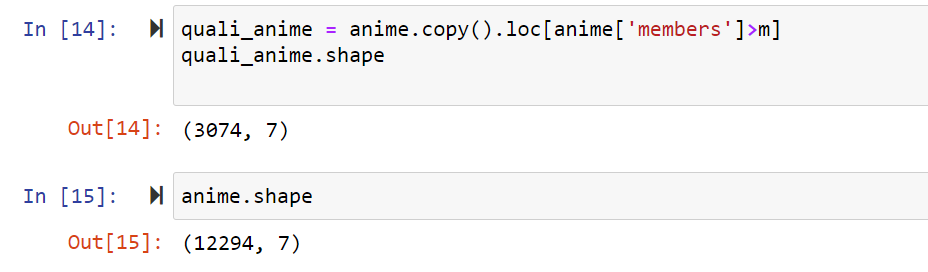 In [14]: quali_anime = anime.copy().loc[anime['members']>m]
quali_anime.shape
Out[14]: (3074, 7)
In [15]: anime.shape
Out[15]: (12294, 7)